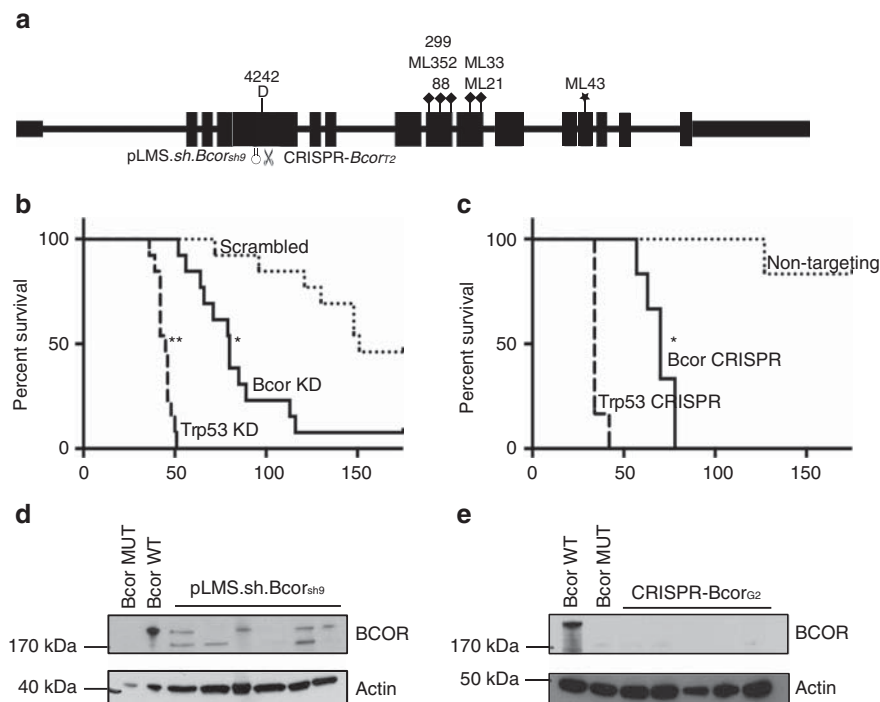 a
299
4242 ML352 ML33
D 88 ML21 ML43
pLMS.sh.Bcorsh9 CRISPR-BcorT2
b
100
50
0
Percent survival
Scrambled
**
*
Bcor KD
Trp53 KD
0 50 100 150
c
100
50
0
Percent survival
Non-targeting
*
Bcor CRISPR
Trp53 CRISPR
0 50 100 150
d
Bcor MUT
Bcor WT
pLMS.sh.Bcorsh9
BCOR
170 kDa
40 kDa
Actin
e
Bcor WT
Bcor MUT
CRISPR-BcorG2
BCOR
170 kDa
50 kDa
Actin